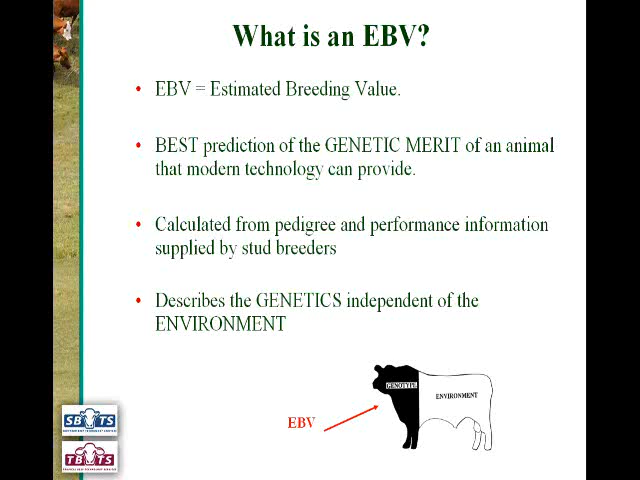 What is an EBV?
• EBV = Estimated Breeding Value.
• BEST prediction of the GENETIC MERIT of an animal
that modern technology can provide.
• Calculated from pedigree and performance information
supplied by stud breeders
• Describes the GENETICS independent of the
ENVIRONMENT
GENOTYPE
ENVIRONMENT
EBV
SBTS
TBTS